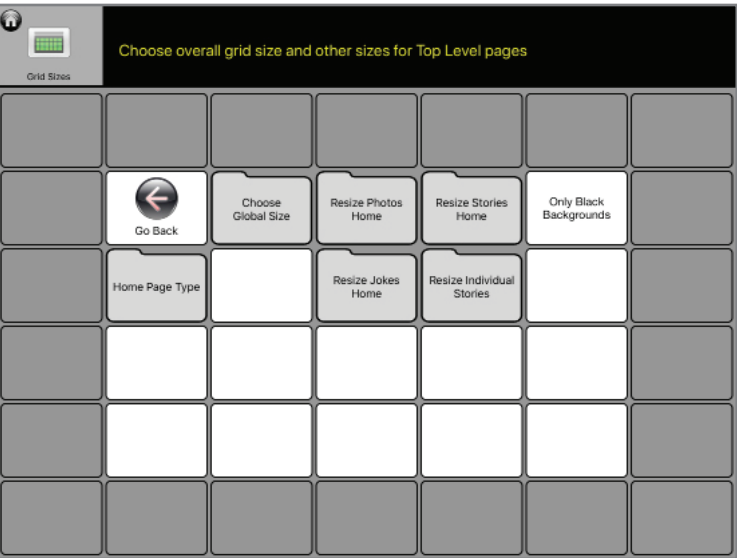 Grid Sizes
Choose overall grid size and other sizes for Top Level pages
Go Back
Choose
Global Size
Resize Photos
Home
Resize Stories
Home
Only Black
Backgrounds
Home Page Type
Resize Jokes
Home
Resize Individual
Stories